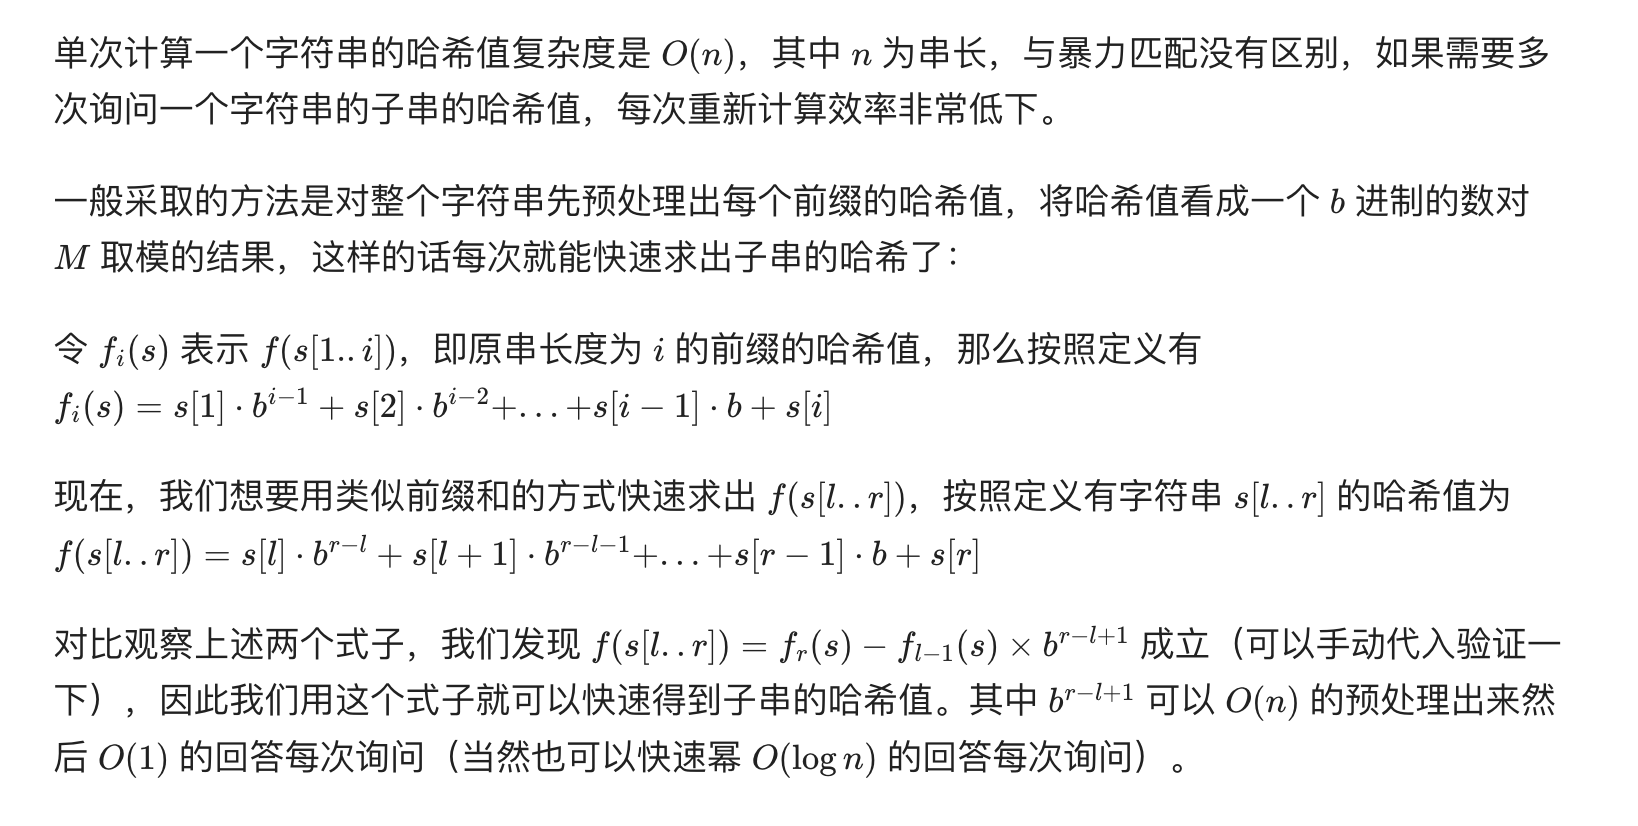 单次计算一个字符串的哈希值复杂度是 O(n)，其中 n 为串长，与暴力匹配没有区别，如果需要多
次询问一个字符串的子串的哈希值，每次重新计算效率非常低下。
一般采取的方法是对整个字符串先预处理出每个前缀的哈希值，将哈希值看成一个 b 进制的数对
M 取模的结果，这样的话每次就能快速求出子串的哈希了：
令 f_i(s) 表示 f(s[1..i])，即原串长度为 i 的前缀的哈希值，那么按照定义有
f_i(s) = s[1] · b^{i−1} + s[2] · b^{i−2}+...+s[i − 1] · b + s[i]
现在，我们想要用类似前缀和的方式快速求出 f(s[l..r])，按照定义有字符串 s[l..r] 的哈希值为
f(s[l..r]) = s[l] · b^{r−l} + s[l + 1] · b^{r−l−1}+...+s[r − 1] · b + s[r]
对比观察上述两个式子，我们发现 f(s[l..r]) = f_r(s) − f_{l−1}(s) × b^{r−l+1} 成立（可以手动代入验证一
下），因此我们用这个式子就可以快速得到子串的哈希值。其中 b^{r−l+1} 可以 O(n) 的预处理出来然
后 O(1) 的回答每次询问（当然也可以快速幂 O(log n) 的回答每次询问）。